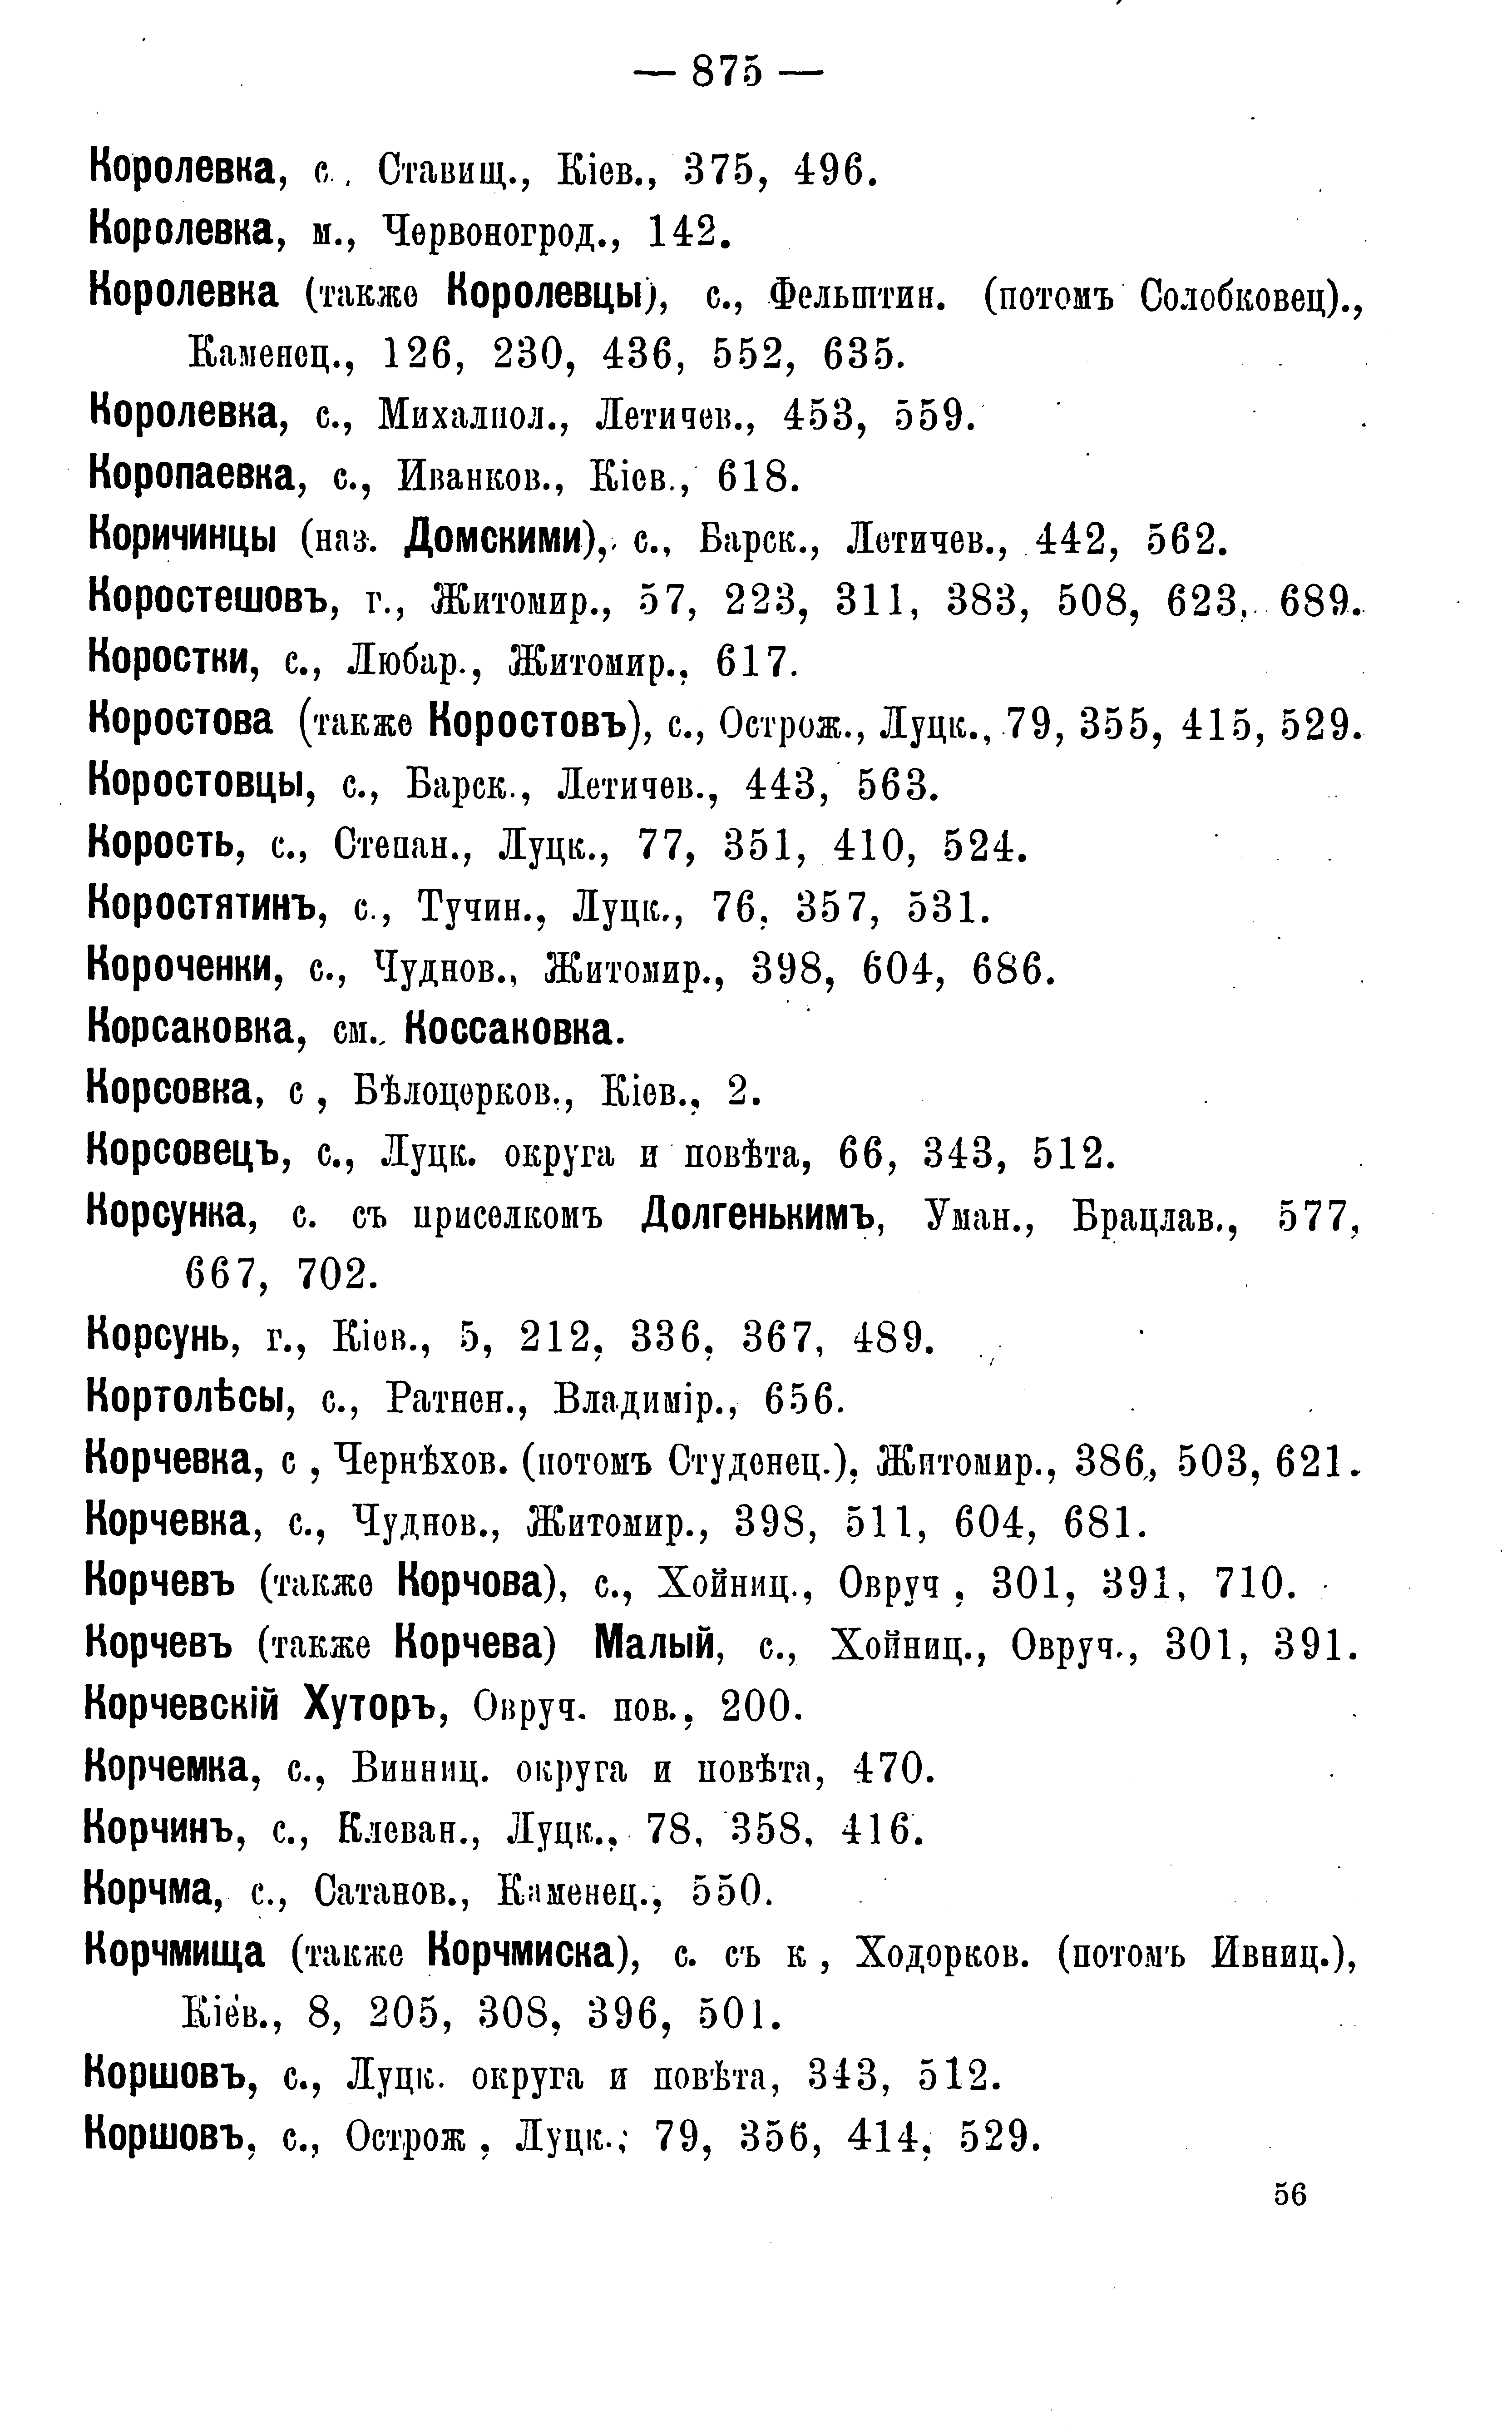 — 875 —
Королевка, с., Ставищ., Кіев., 375, 496.
Королевка, м., Червоногрод., 142.
Королевка (также Королевцы), с., Фельштин. (потомъ Солобковец).,
Каменец., 126, 230, 436, 552, 635.
Королевка, с., Михалпол., Летичев., 453, 559.
Коропаевка, с., Иванков., Кіев., 618.
Коричинцы (наз. Домскими), с., Барск., Летичев., 442, 562.
Коростешовъ, г., Житомир., 57, 223, 311, 383, 508, 623, 689.
Коростки, с., Любар., Житомир., 617.
Коростова (также Коростовъ), с., Острож., Луцк., 79, 355, 415, 529.
Коростовцы, с., Барск., Летичев., 443, 563.
Корость, с., Степан., Луцк., 77, 351, 410, 524.
Коростятинъ, с., Тучин., Луцк., 76, 357, 531.
Короченки, с., Чуднов., Житомир., 398, 604, 686.
Корсаковка, см. Коссаковка.
Корсовка, с , Бѣлоцерков., Кіев., 2.
Корсовецъ, с., Луцк. округа и повѣта, 66, 343, 512.
Корсунка, с. съ приселкомъ Долгенькимъ, Уман., Брацлав., 577,
667, 702.
Корсунь, г., Кіев., 5, 212, 336, 367, 489.
Кортолѣсы, с., Ратнен., Владимір., 656.
Корчевка, с , Чернѣхов. (потомъ Студенец.), Житомир., 386, 503, 621.
Корчевка, с., Чуднов., Житомир., 398, 511, 604, 681.
Корчевъ (также Корчова), с., Хойниц., Овруч , 301, 391, 710.
Корчевъ (также Корчева) Малый, с., Хойниц., Овруч., 301, 391.
Корчевскій Хуторъ, Овруч. пов., 200.
Корчемка, с., Винниц. округа и повѣта, 470.
Корчинъ, с., Клеван., Луцк., 78, 358, 416.
Корчма, с., Сатанов., Каменец., 550.
Корчмища (также Корчмиска), с. съ к , Ходорков. (потомъ Ивниц.),
Кіев., 8, 205, 308, 396, 501.
Коршовъ, с., Луцк. округа и повѣта, 343, 512.
Коршовъ, с., Острож , Луцк., 79, 356, 414, 529.
56